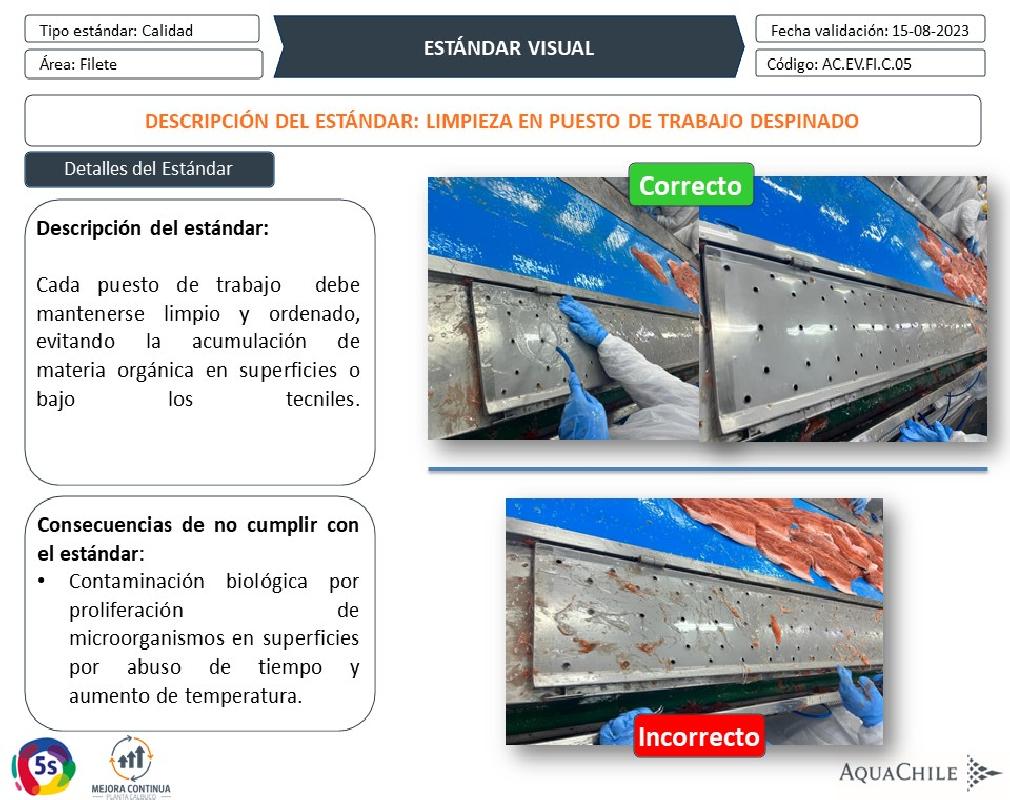 Tipo estándar: Calidad
Área: Filete
ESTÁNDAR VISUAL
Fecha validación: 15-08-2023
Código: AC.EV.FI.C.05
DESCRIPCIÓN DEL ESTÁNDAR: LIMPIEZA EN PUESTO DE TRABAJO DESPINADO
Detalles del Estándar
Descripción del estándar:
Cada puesto de trabajo debe
mantenerse limpio y ordenado,
evitando la acumulación de
materia orgánica en superficies o
bajo los tecniles.
Consecuencias de no cumplir con
el estándar:
• Contaminación biológica por
proliferación de
microorganismos en superficies
por abuso de tiempo y
aumento de temperatura.
Correcto
Incorrecto
5s
MEJORA CONTINUA
PLANTA CALBUCO
AQUACHILE